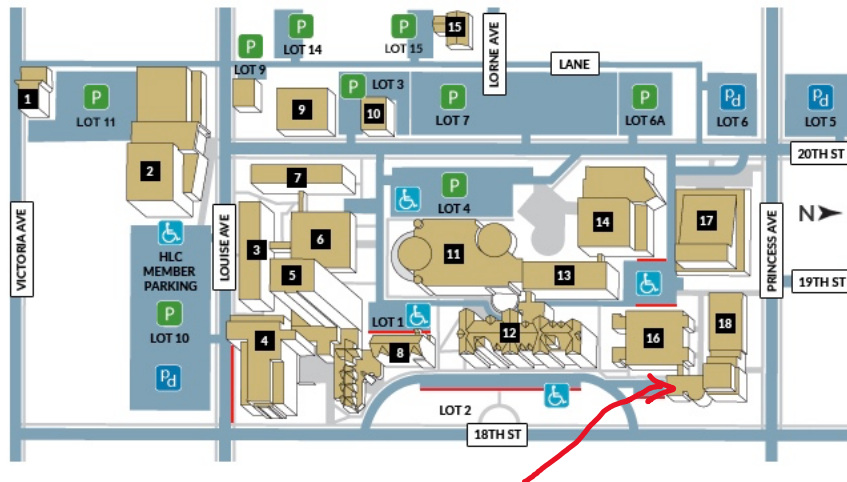 15
P
LOT 14
P
LOT 15
P
LOT 9
LORNE AVE
LOUISE AVE
LANE
1
P
LOT 11
9
P
LOT 3
10
P
LOT 7
P
LOT 6A
Pd
LOT 6
Pd
LOT 5
20TH ST
2
7
P
LOT 4
3
6
5
11
14
13
17
N
VICTORIA AVE
PRINCESS AVE
19TH ST
HLC
MEMBER
PARKING
P
LOT 10
Pd
4
LOT 1
8
12
16
18
LOT 2
18TH ST